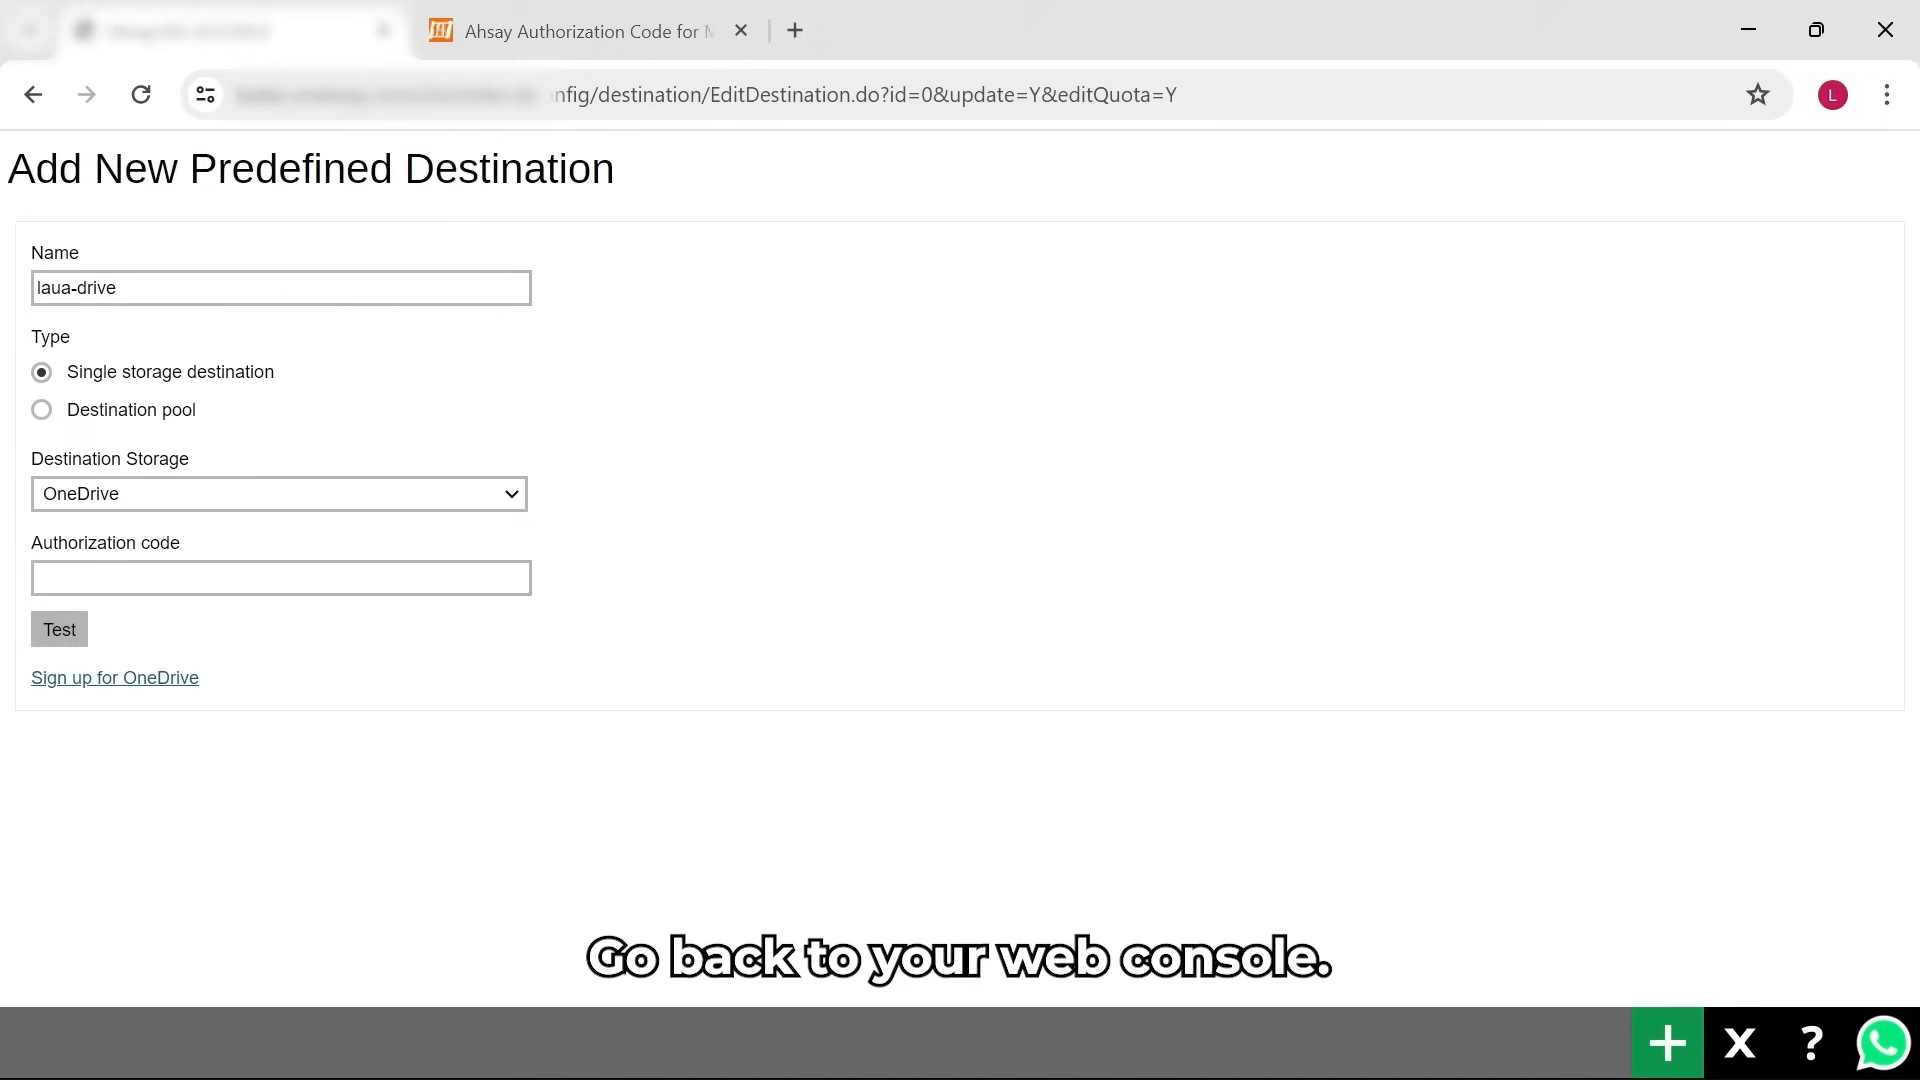 Ahsay Authorization Code for M
nfig/destination/EditDestination.do?id=0&update=Y&editQuota=Y
L
Add New Predefined Destination
Name
laua-drive
Type
Single storage destination
Destination pool
Destination Storage
OneDrive
Authorization code
Test
Sign up for OneDrive
Go back to your web console.
+ X ?